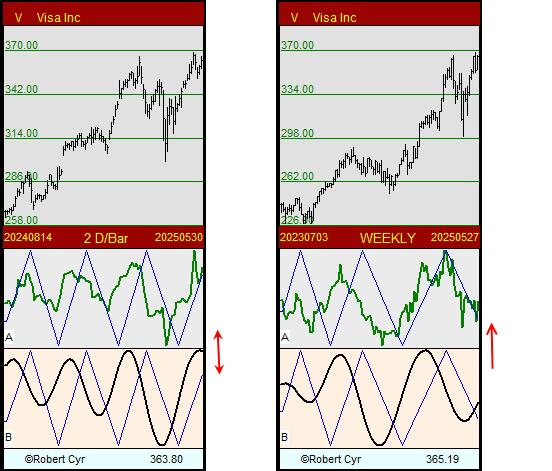 V Visa Inc
370.00
342.00
314.00
286.00
258.00
20240814 2 D/Bar 20250530
A
B
©Robert Cyr 363.80
V Visa Inc
370.00
334.00
298.00
262.00
226.00
20230703 WEEKLY 20250527
A
B
©Robert Cyr 365.19